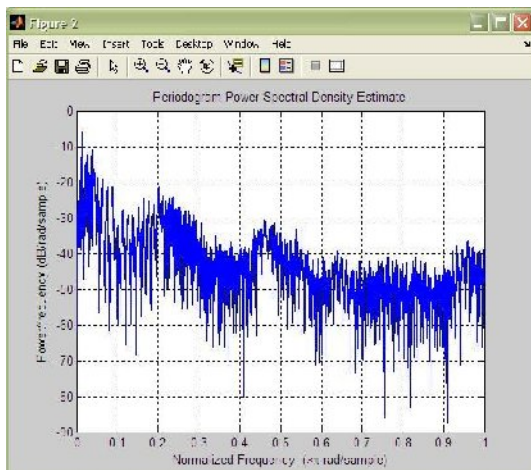 Figure 2
File Edit View Insert Tools Desktop Window Help
Periodogram Power Spectral Density Estimate
Power/frequency (dB/rad/sample)
0
-10
-20
-30
-40
-50
-60
-70
-80
-90
0 0.1 0.2 0.3 0.4 0.5 0.6 0.7 0.8 0.9 1
Normalized Frequency (×π rad/sample)